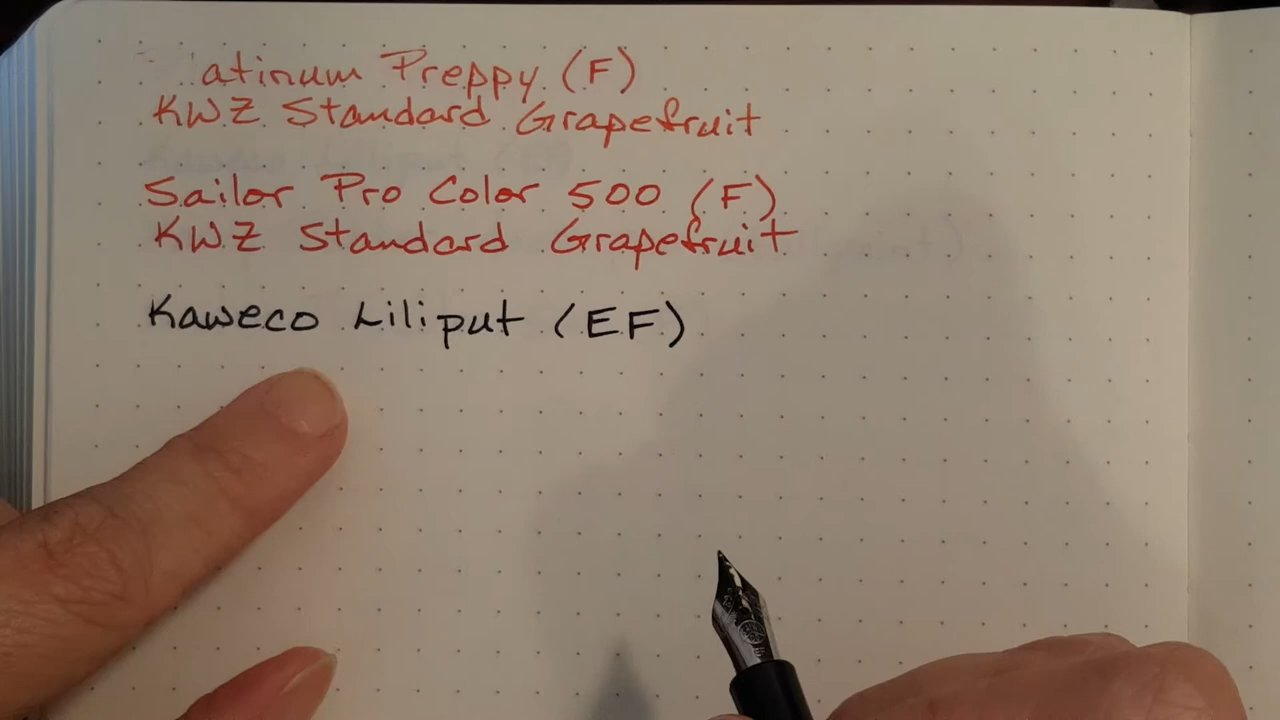 atinum Preppy (F)
KWZ Standard Grapefruit
Sailor Pro Color 500 (F)
KWZ Standard Grapefruit
Kaweco Liliput (EF)